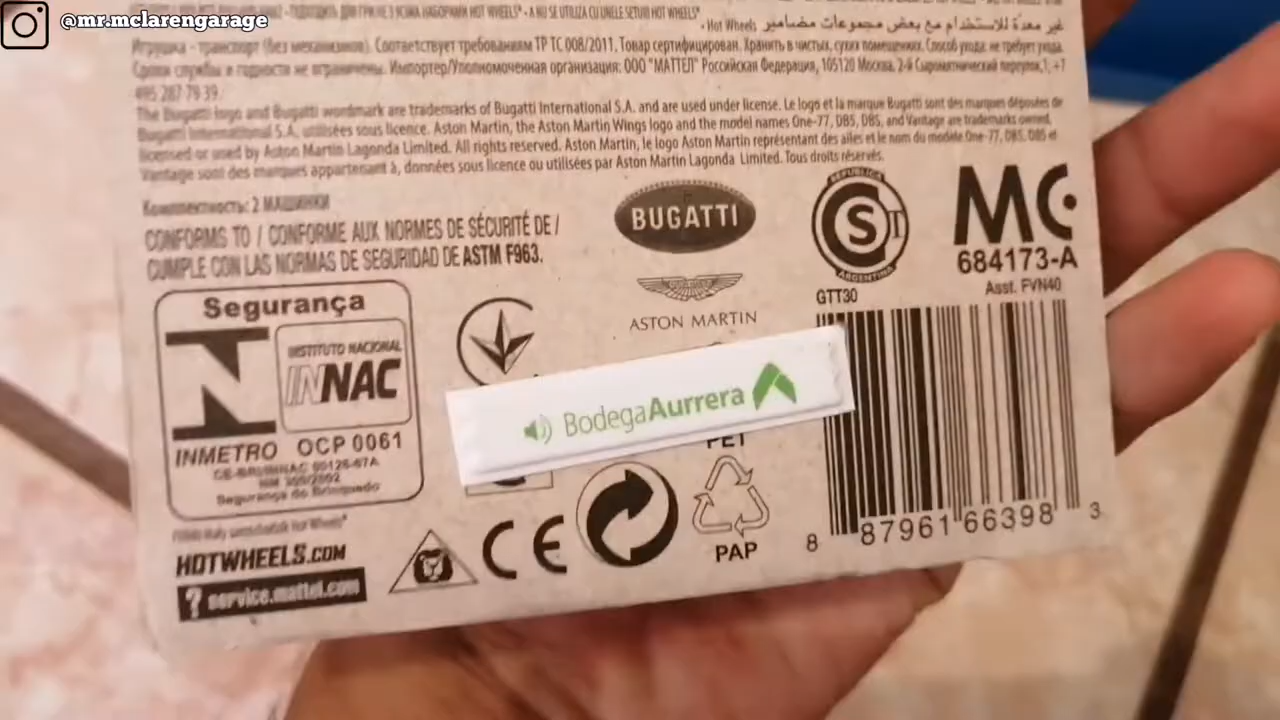 @mr.mclarengarage
غير معدّة للاستخدام مع بعض مجموعات مضامير Hot Wheels •
Игрушка - транспорт (без механизмов). Соответствует требованиям ТР ТС 008/2011. Товар сертифицирован. Хранить в чистых, сухих помещениях. Способ ухода: не требует ухода.
Сроки службы и годности не ограничены. Импортер/Уполномоченная организация: ООО "МАТТЕЛ" Российская Федерация, 105120 Москва, 2-й Сыромятнический переулок,1, +7
495 287 79 39.
The Bugatti logo and Bugatti wordmark are trademarks of Bugatti International S.A. and are used under license. Le logo et la marque Bugatti sont des marques déposées de
Bugatti International S.A. utilisées sous licence. Aston Martin, the Aston Martin Wings logo and the model names One-77, DB5, DBS, and Vantage are trademarks owned,
licensed or used by Aston Martin Lagonda Limited. All rights reserved. Aston Martin, le logo Aston Martin représentant des ailes et le nom du modèle One-77, DB5, DBS et
Vantage sont des marques appartenant à, données sous licence ou utilisées par Aston Martin Lagonda Limited. Tous droits réservés.
Комплектность: 2 МАШИНКИ
CONFORMS TO / CONFORME AUX NORMES DE SÉCURITÉ DE /
CUMPLE CON LAS NORMAS DE SEGURIDAD DE ASTM F963.
BUGATTI
ASTON MARTIN
REPUBLICA
S T
ARGENTINA
MC
684173-A
GTT30
Asst. FVN40
Segurança
INSTITUTO NACIONAL
INNAC
INMETRO OCP 0061
Segurança do Brinquedo
BodegaAurrera
PET
PAP
CE
HOTWHEELS.COM
? service.mattel.com
8 87961 66398 3